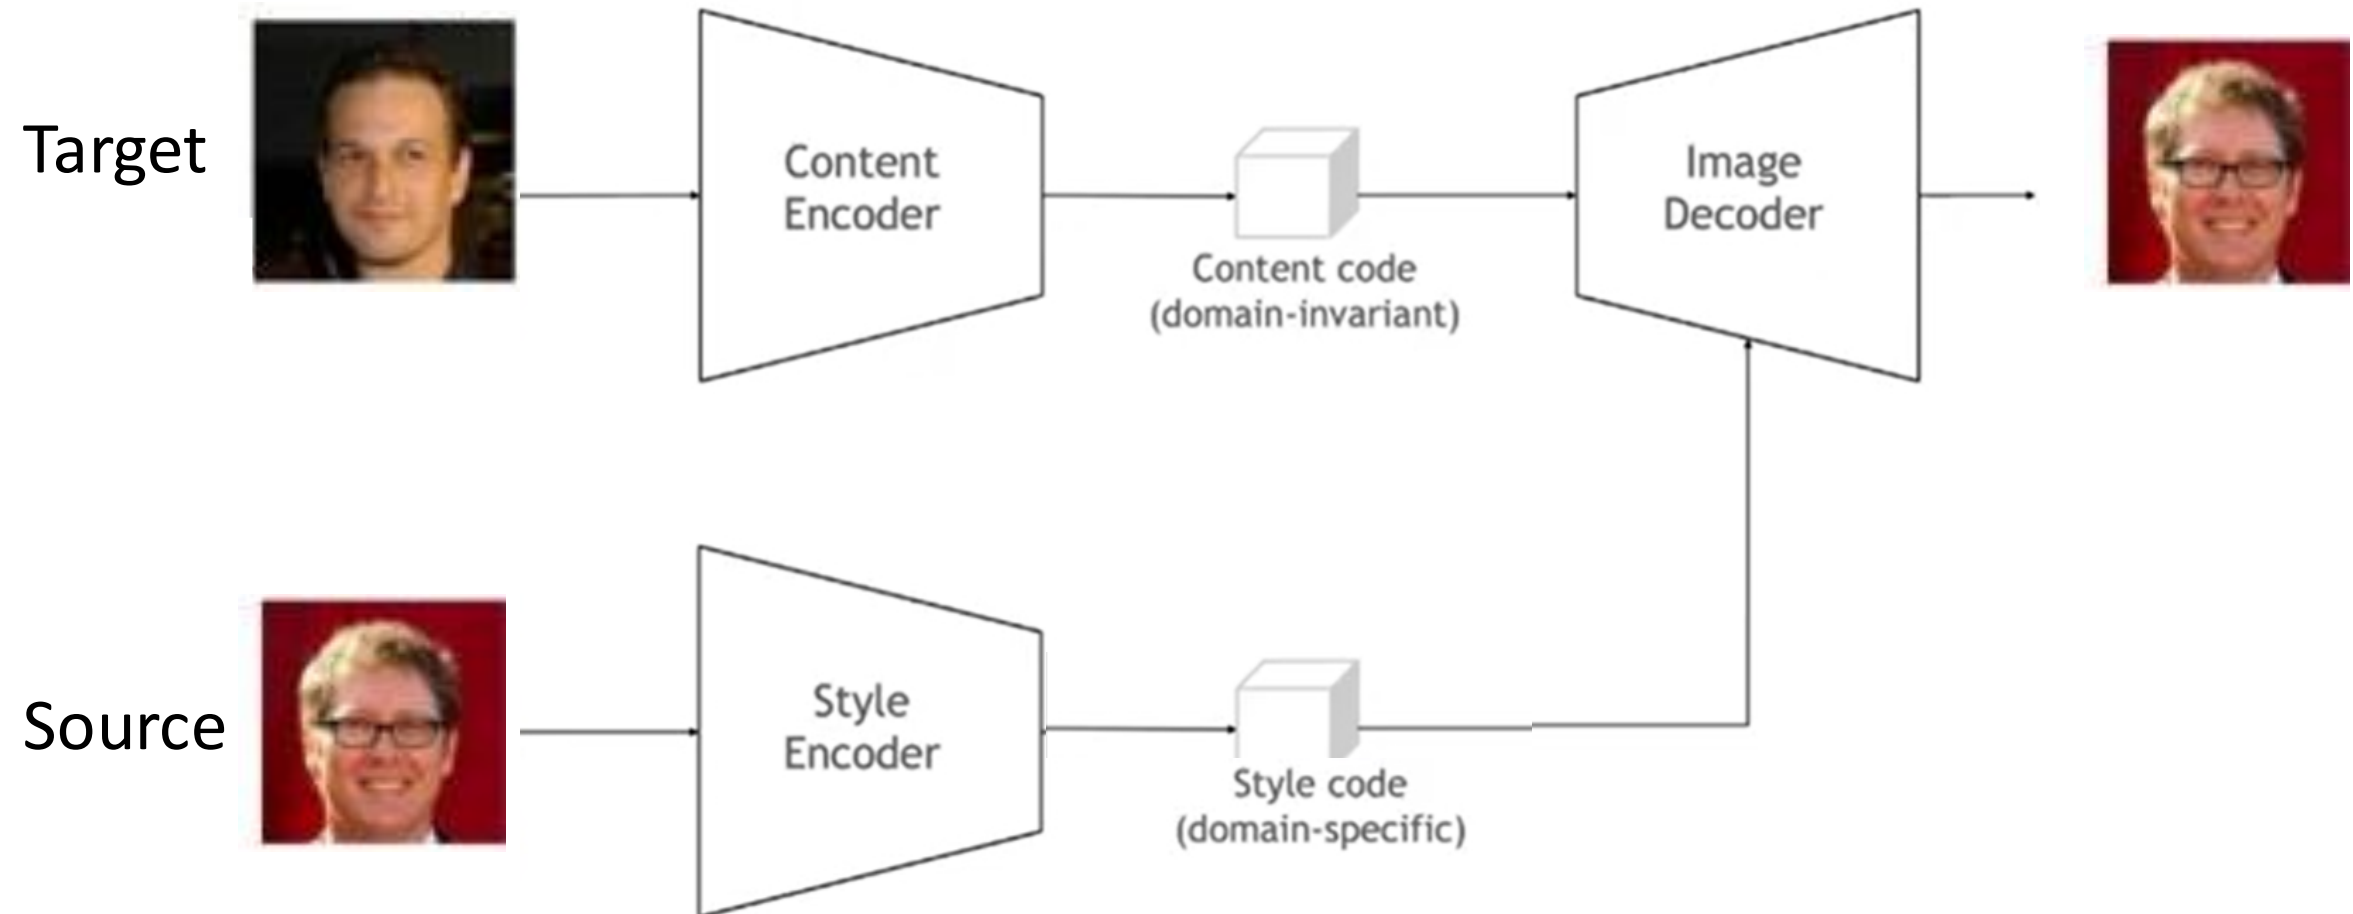 Target
Content
Encoder
Content code
(domain-invariant)
Image
Decoder
Source
Style
Encoder
Style code
(domain-specific)